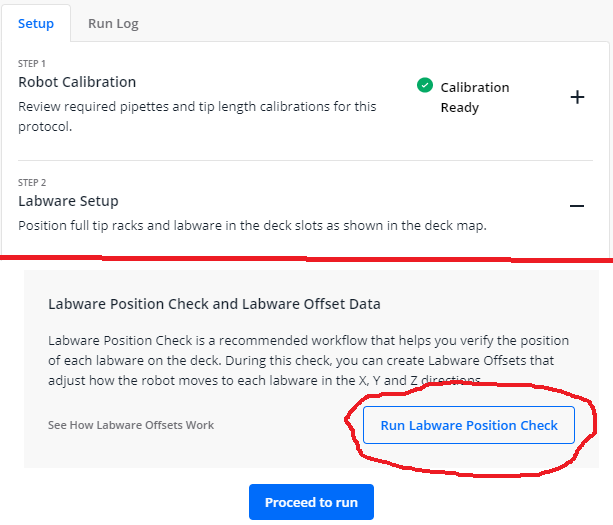 Setup Run Log
STEP 1
Robot Calibration
Review required pipettes and tip length calibrations for this
protocol.
Calibration
Ready
STEP 2
Labware Setup
Position full tip racks and labware in the deck slots as shown in the deck map.
Labware Position Check and Labware Offset Data
Labware Position Check is a recommended workflow that helps you verify the position
of each labware on the deck. During this check, you can create Labware Offsets that
adjust how the robot moves to each labware in the X, Y and Z directions.
See How Labware Offsets Work
Run Labware Position Check
Proceed to run